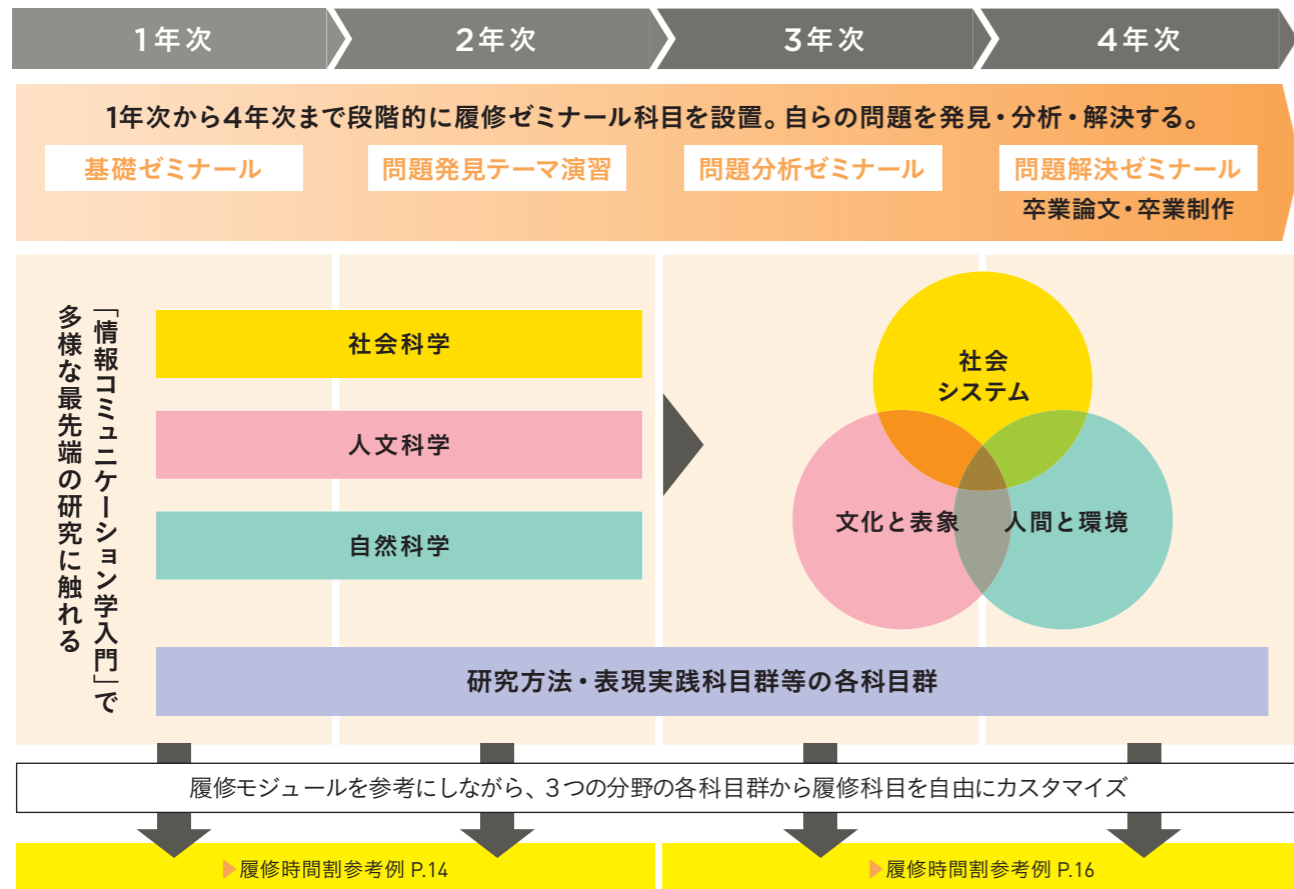 1年次
2年次
3年次
4年次
1年次から4年次まで段階的に履修ゼミナール科目を設置。自らの問題を発見・分析・解決する。
基礎ゼミナール
問題発見テーマ演習
問題分析ゼミナール
問題解決ゼミナール
卒業論文・卒業制作
「情報コミュニケーション学入門」で
多様な最先端の研究に触れる
社会科学
人文科学
自然科学
社会
システム
文化と表象
人間と環境
研究方法・表現実践科目群等の各科目群
履修モジュールを参考にしながら、3つの分野の各科目群から履修科目を自由にカスタマイズ
▶履修時間割参考例 P.14
▶履修時間割参考例 P.16